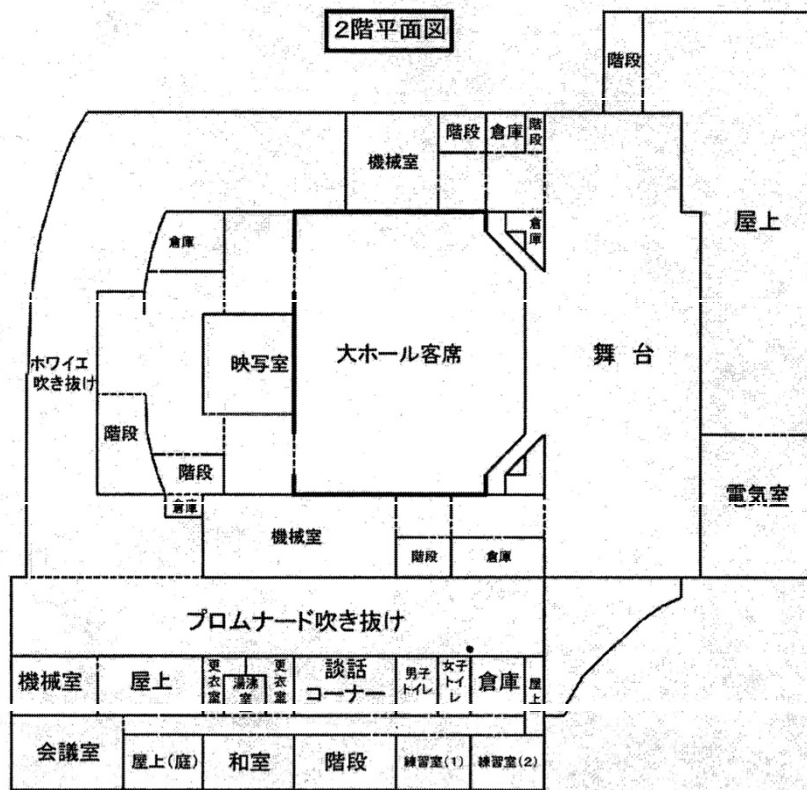 2階平面図
階段
機械室
階段
倉庫
階段
倉庫
倉庫
屋上
ホワイエ
吹き抜け
映写室
大ホール客席
舞 台
階段
階段
倉庫
電気室
機械室
階段
倉庫
プロムナード吹き抜け
機械室
屋上
更衣室
湯沸室
更衣室
談話
コーナー
男子
トイレ
女子
トイレ
倉庫
屋上
会議室
屋上(庭)
和室
階段
練習室(1)
練習室(2)